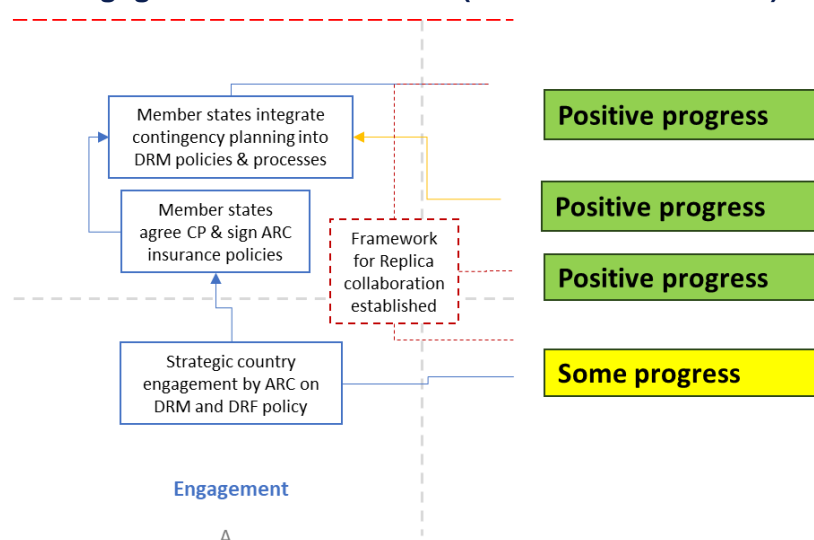 Member states integrate
contingency planning into
DRM policies & processes
Positive progress
Member states
agree CP & sign ARC
insurance policies
Positive progress
Framework
for Replica
collaboration
established
Positive progress
Strategic country
engagement by ARC on
DRM and DRF policy
Some progress
Engagement
A